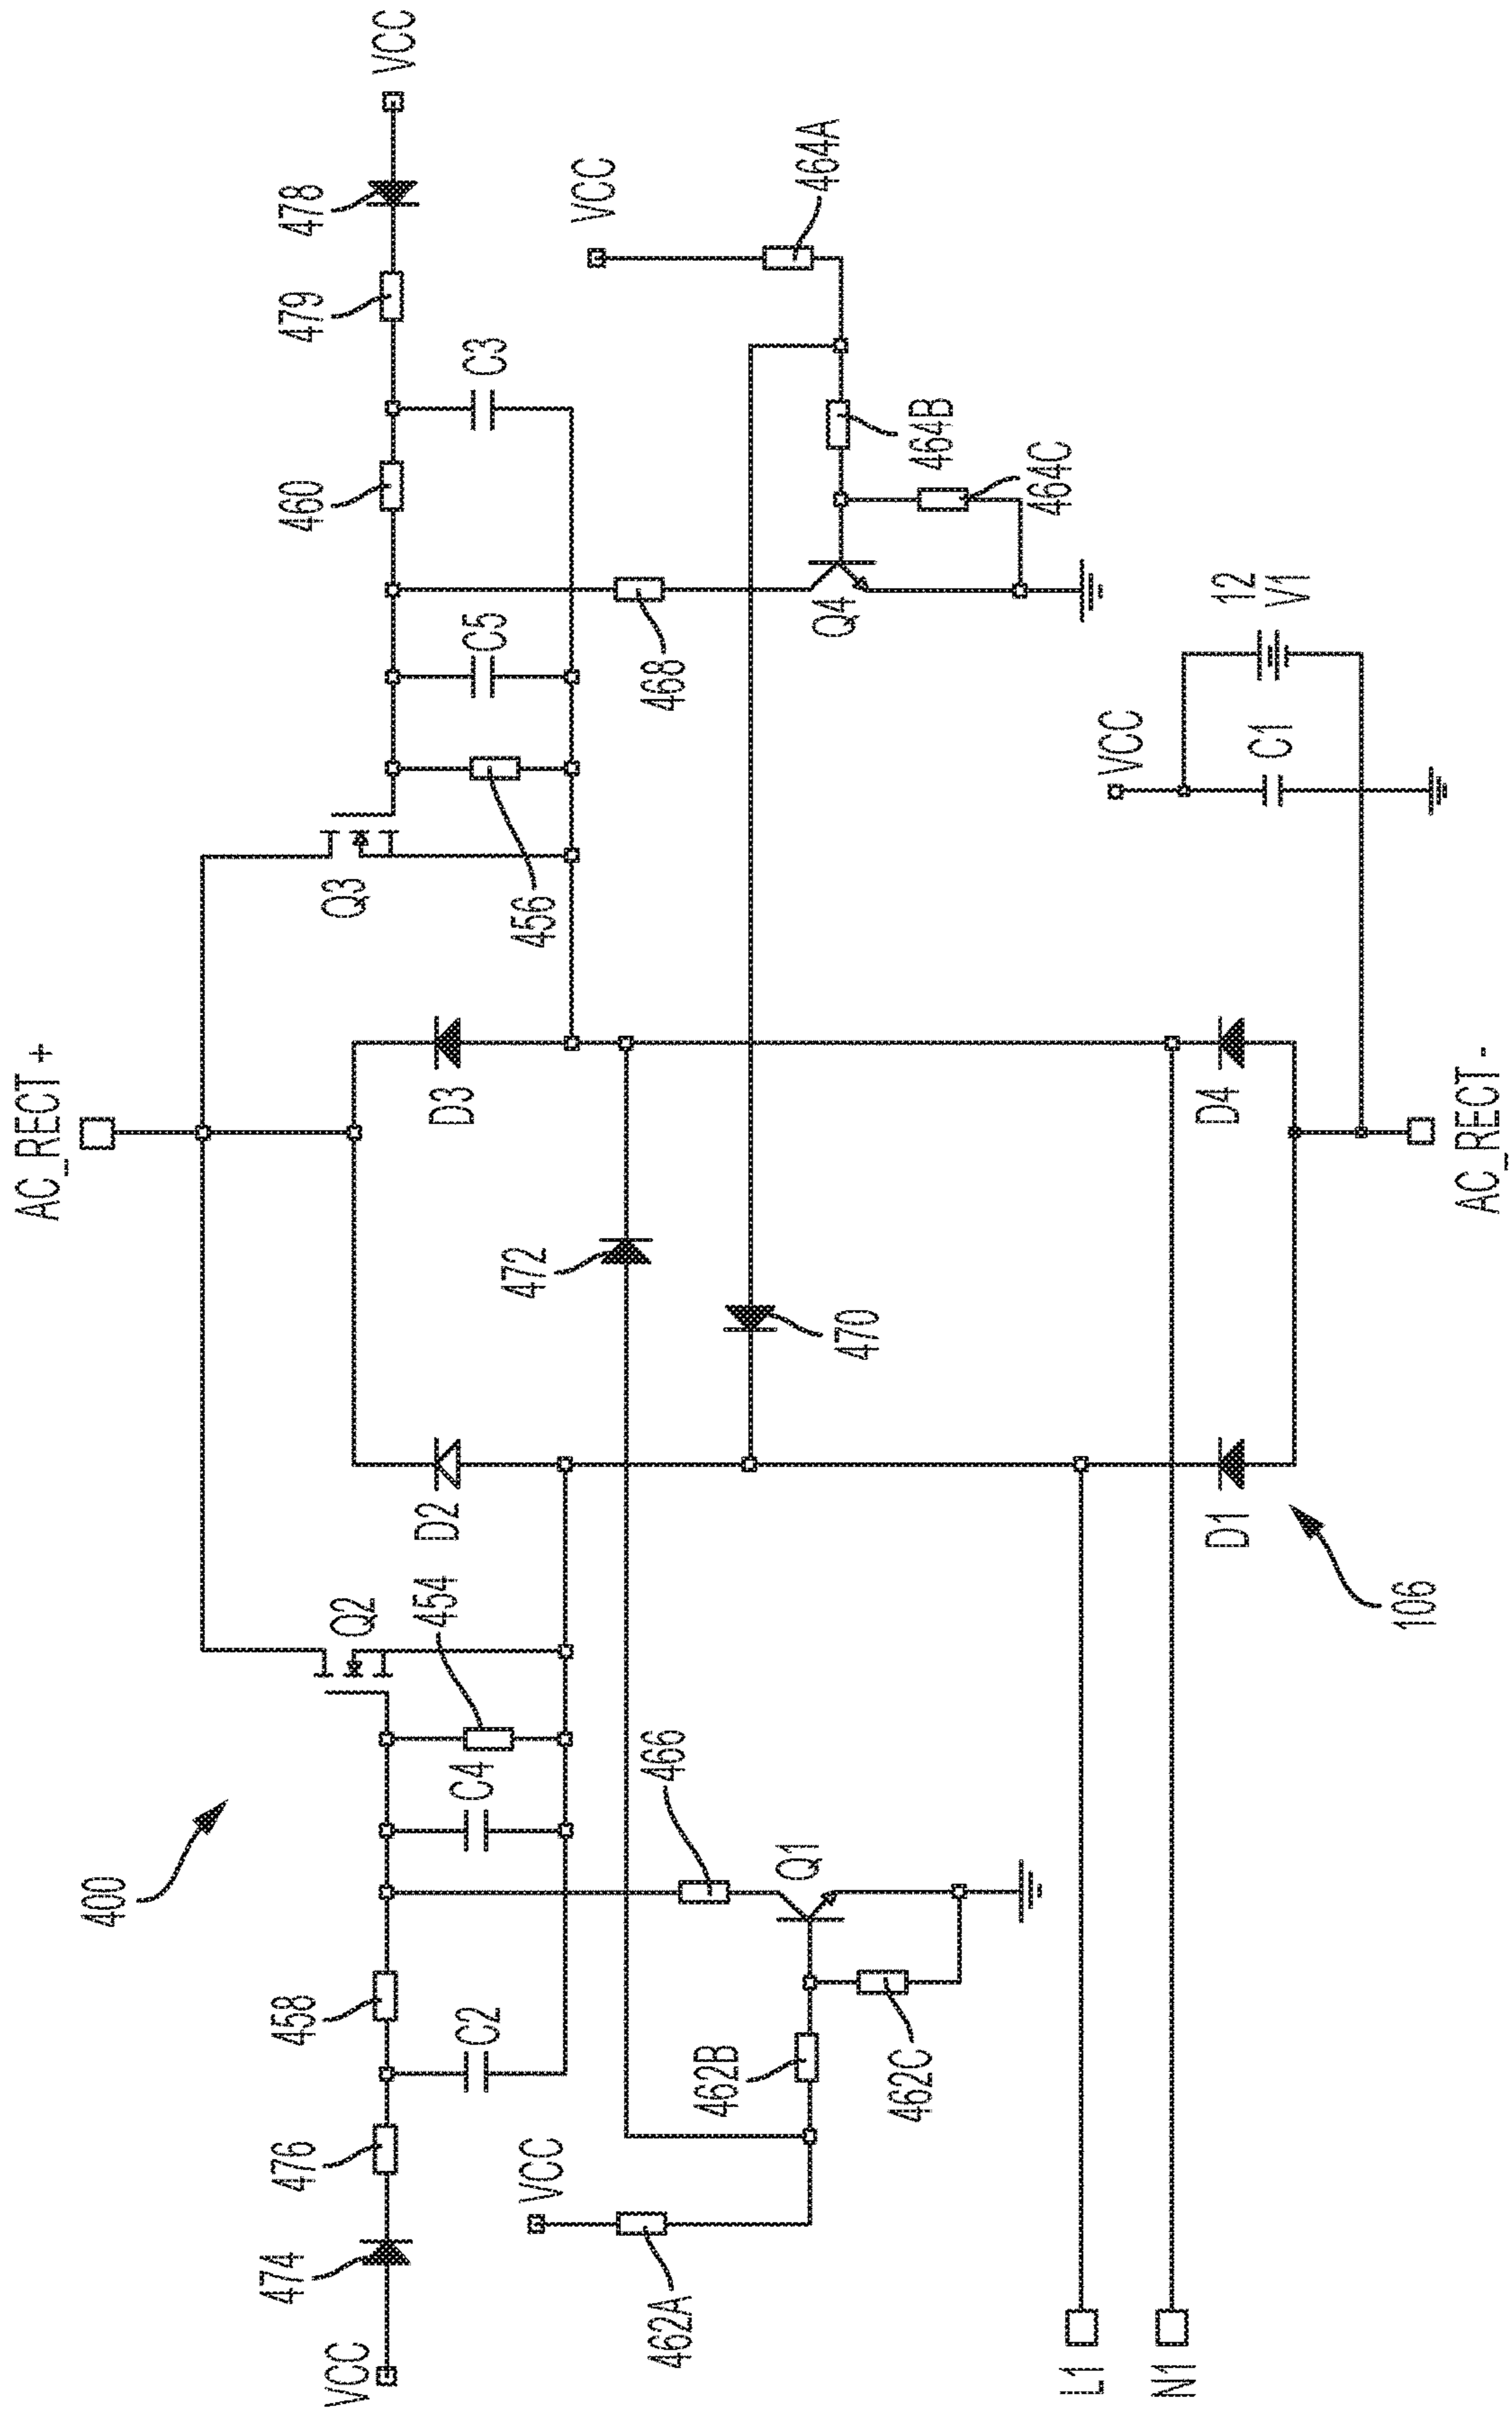 400
AC_RECT +
VCC
474
476
458
C2
C4
454
Q2
D2
D3
Q3
456
C5
C3
460
479
478
VCC
VCC
462A
462B
462C
466
Q1
472
470
468
Q4
464B
464C
464A
VCC
L1
N1
D1
D4
106
AC_RECT -
VCC
C1
12
V1